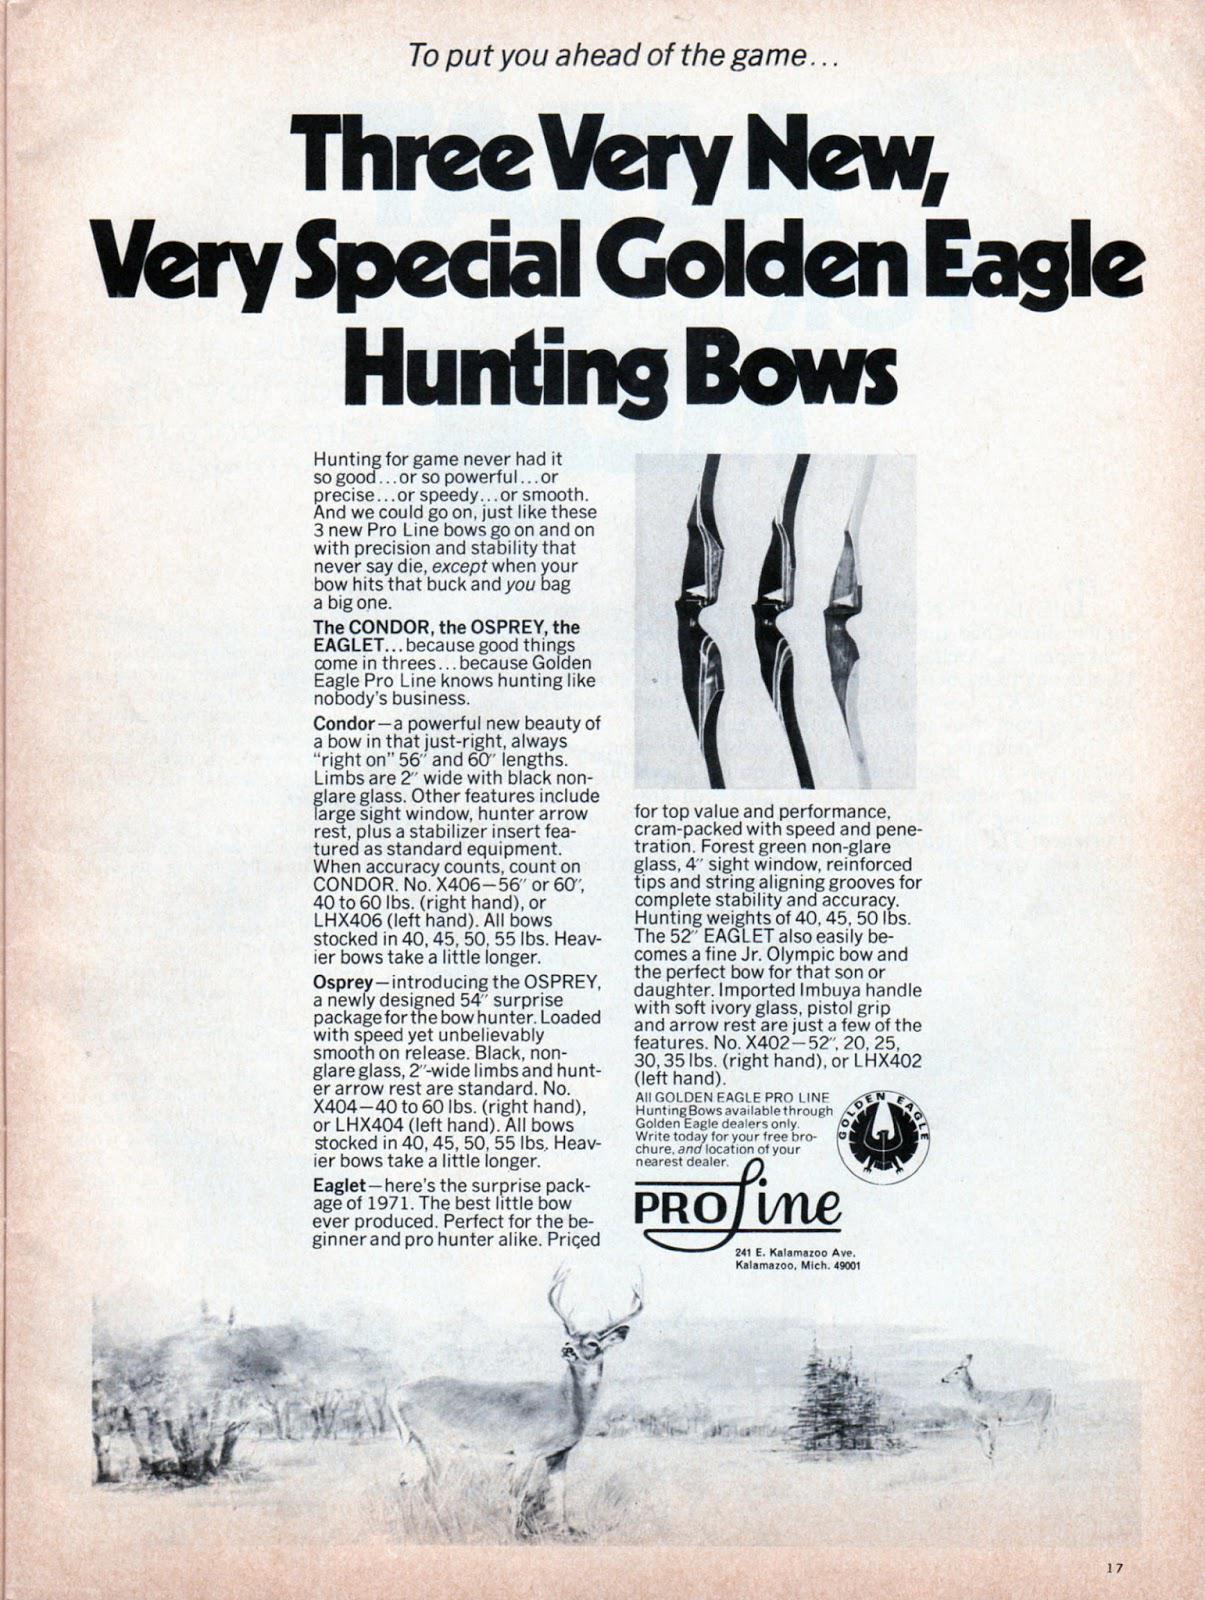 To put you ahead of the game...
Three Very New,
Very Special Golden Eagle
Hunting Bows
Hunting for game never had it
so good...or so powerful...or
precise...or speedy...or smooth.
And we could go on, just like these
3 new Pro Line bows go on and on
with precision and stability that
never say die, except when your
bow hits that buck and you bag
a big one.
The CONDOR, the OSPREY, the
EAGLET...because good things
come in threes...because Golden
Eagle Pro Line knows hunting like
nobody's business.
Condor—a powerful new beauty of
a bow in that just-right, always
"right on" 56″ and 60″ lengths.
Limbs are 2″ wide with black non-
glare glass. Other features include
large sight window, hunter arrow
rest, plus a stabilizer insert fea-
tured as standard equipment.
When accuracy counts, count on
CONDOR. No. X406—56″ or 60″,
40 to 60 lbs. (right hand), or
LHX406 (left hand). All bows
stocked in 40, 45, 50, 55 lbs. Heav-
ier bows take a little longer.
Osprey—introducing the OSPREY,
a newly designed 54″ surprise
package for the bow hunter. Loaded
with speed yet unbelievably
smooth on release. Black, non-
glare glass, 2″-wide limbs and hunt-
er arrow rest are standard. No.
X404—40 to 60 lbs. (right hand),
or LHX404 (left hand). All bows
stocked in 40, 45, 50, 55 lbs. Heav-
ier bows take a little longer.
Eaglet—here's the surprise pack-
age of 1971. The best little bow
ever produced. Perfect for the be-
ginner and pro hunter alike. Priced
for top value and performance,
cram-packed with speed and pene-
tration. Forest green non-glare
glass, 4″ sight window, reinforced
tips and string aligning grooves for
complete stability and accuracy.
Hunting weights of 40, 45, 50 lbs.
The 52″ EAGLET also easily be-
comes a fine Jr. Olympic bow and
the perfect bow for that son or
daughter. Imported Imbuya handle
with soft ivory glass, pistol grip
and arrow rest are just a few of the
features. No. X402—52″, 20, 25,
30, 35 lbs. (right hand), or LHX402
(left hand).
All GOLDEN EAGLE PRO LINE
Hunting Bows available through
Golden Eagle dealers only.
Write today for your free bro-
chure, and location of your
nearest dealer.
GOLDEN EAGLE
PRO Line
241 E. Kalamazoo Ave.
Kalamazoo, Mich. 49001
17